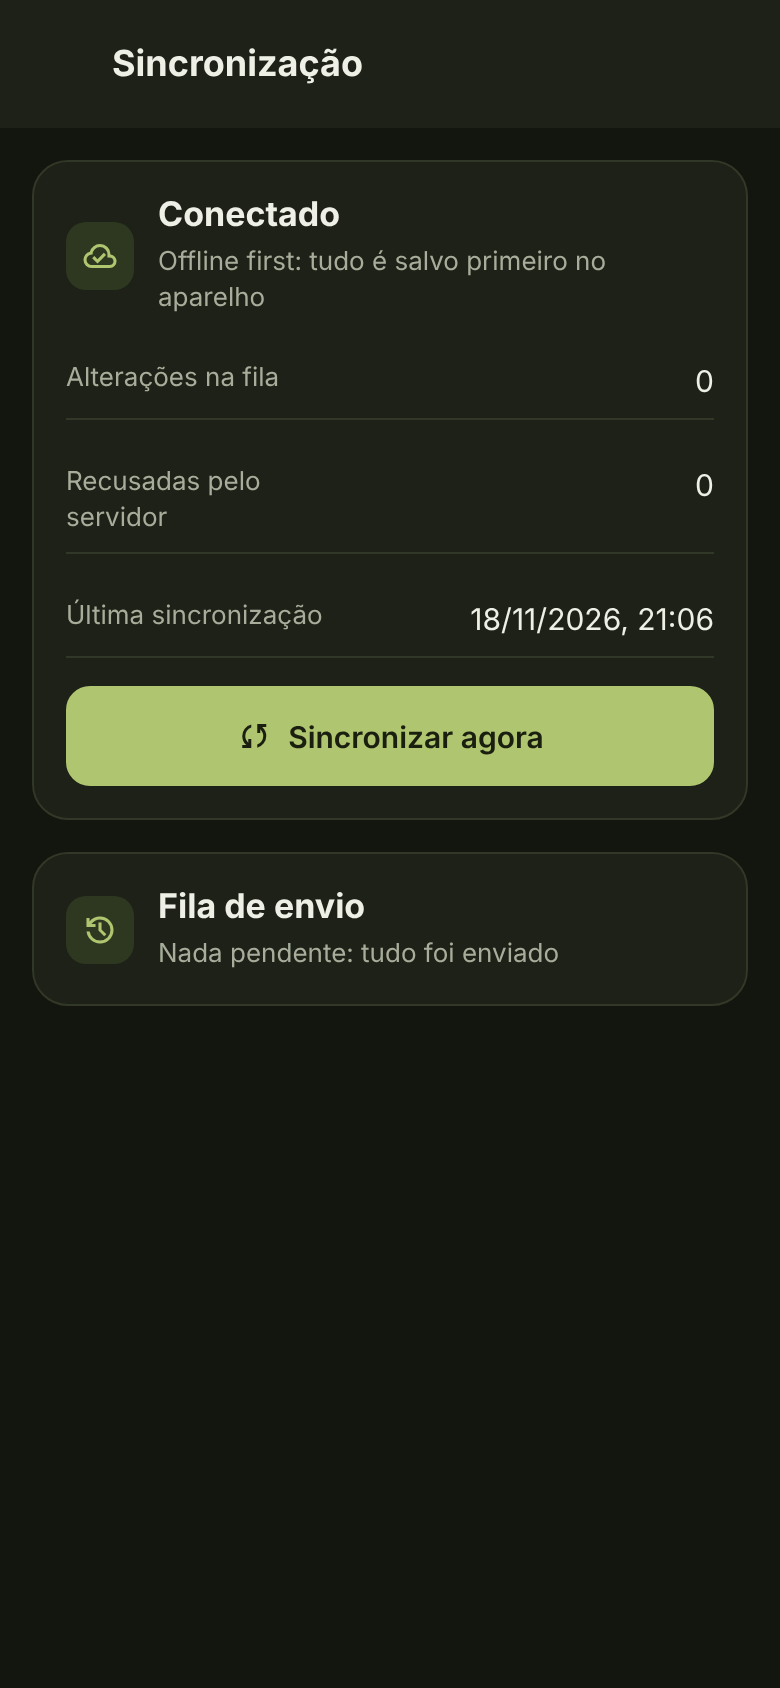 Sincronização
Conectado
Offline first: tudo é salvo primeiro no
aparelho
Alterações na fila
0
Recusadas pelo
servidor
0
Última sincronização
18/11/2026, 21:06
Sincronizar agora
Fila de envio
Nada pendente: tudo foi enviado